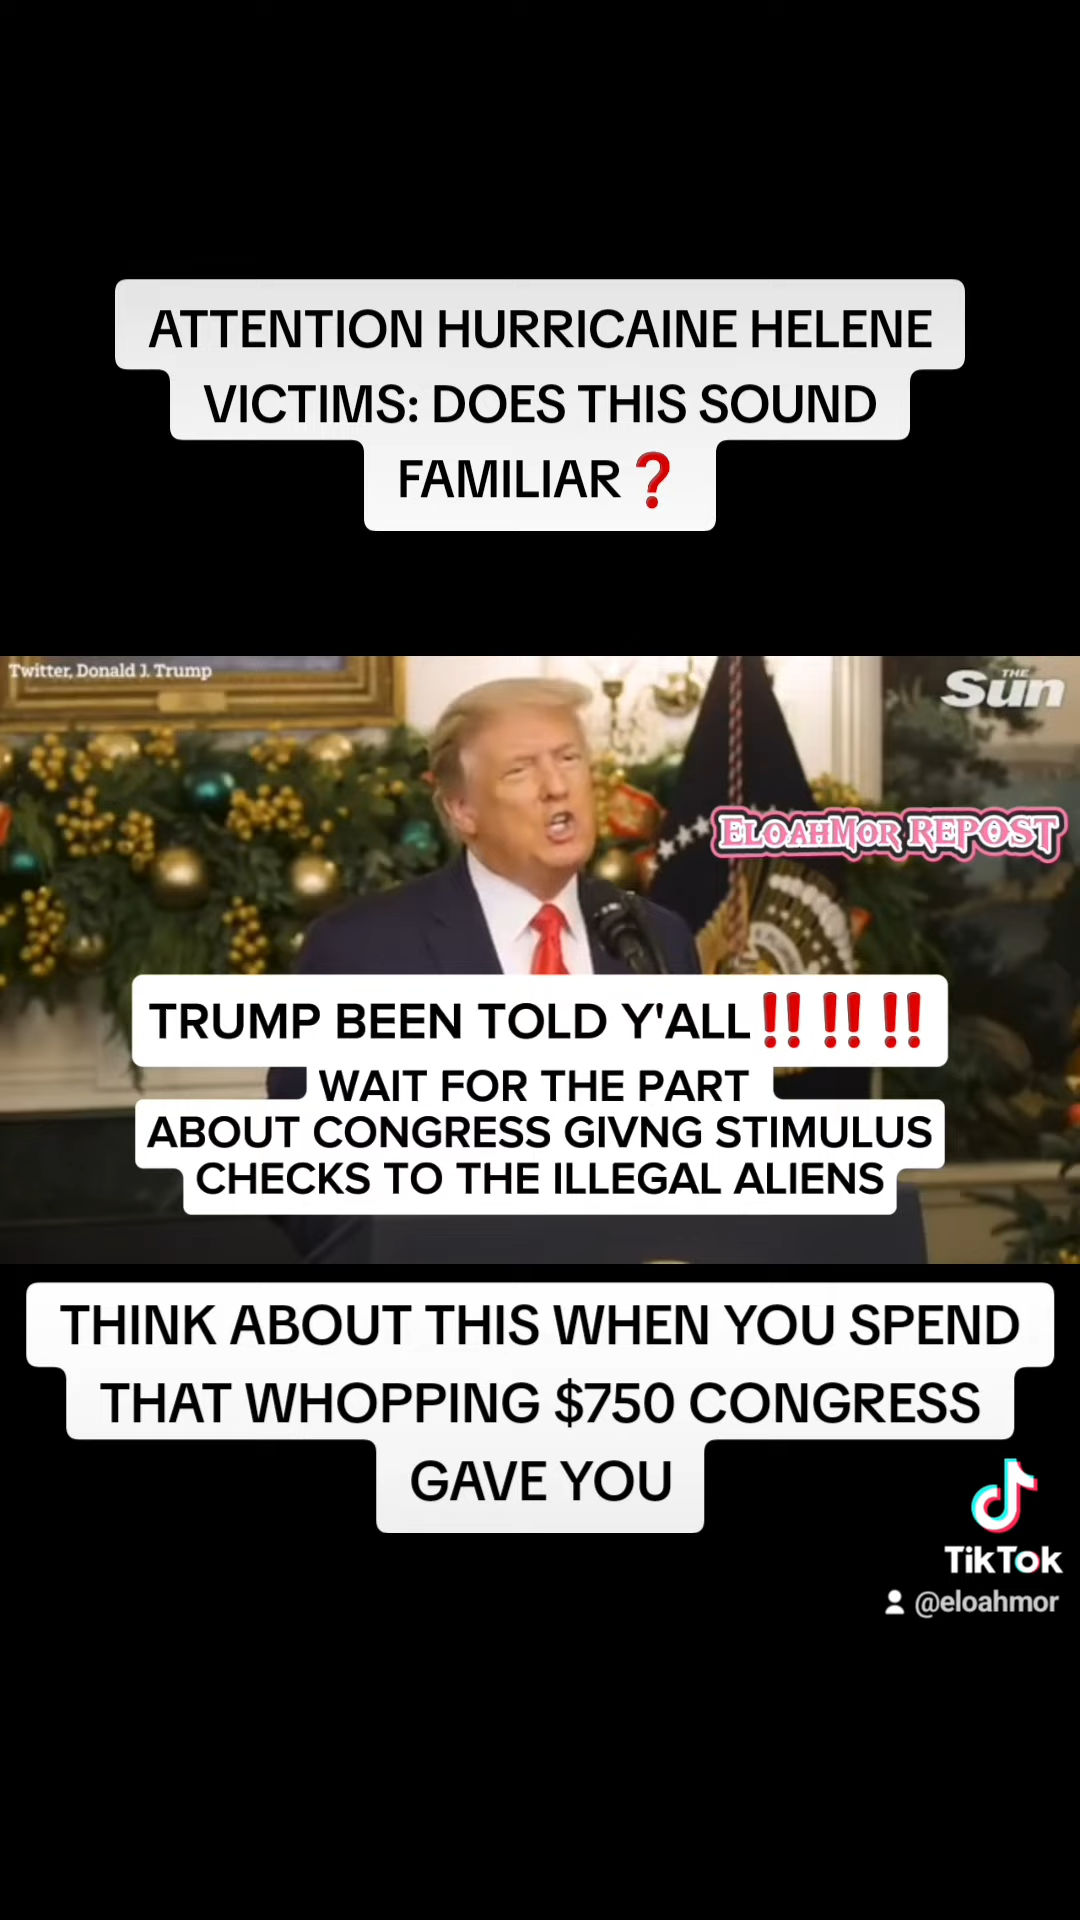 ATTENTION HURRICAINE HELENE
VICTIMS: DOES THIS SOUND
FAMILIAR❓
Twitter, Donald J. Trump
THE
Sun
ELOAHMOR REPOST
TRUMP BEEN TOLD Y'ALL‼️‼️‼️
WAIT FOR THE PART
ABOUT CONGRESS GIVNG STIMULUS
CHECKS TO THE ILLEGAL ALIENS
THINK ABOUT THIS WHEN YOU SPEND
THAT WHOPPING $750 CONGRESS
GAVE YOU
TikTok
@eloahmor